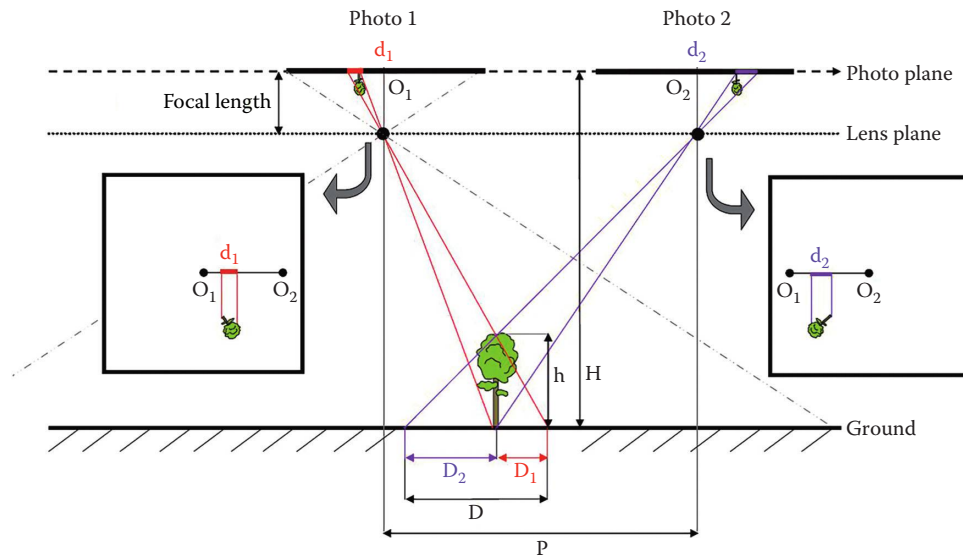 Photo 1
Photo 2
d₁
d₂
Photo plane
O₁
O₂
Focal length
Lens plane
d₁
O₁
O₂
d₂
O₁
O₂
h
H
Ground
D₂
D₁
D
P